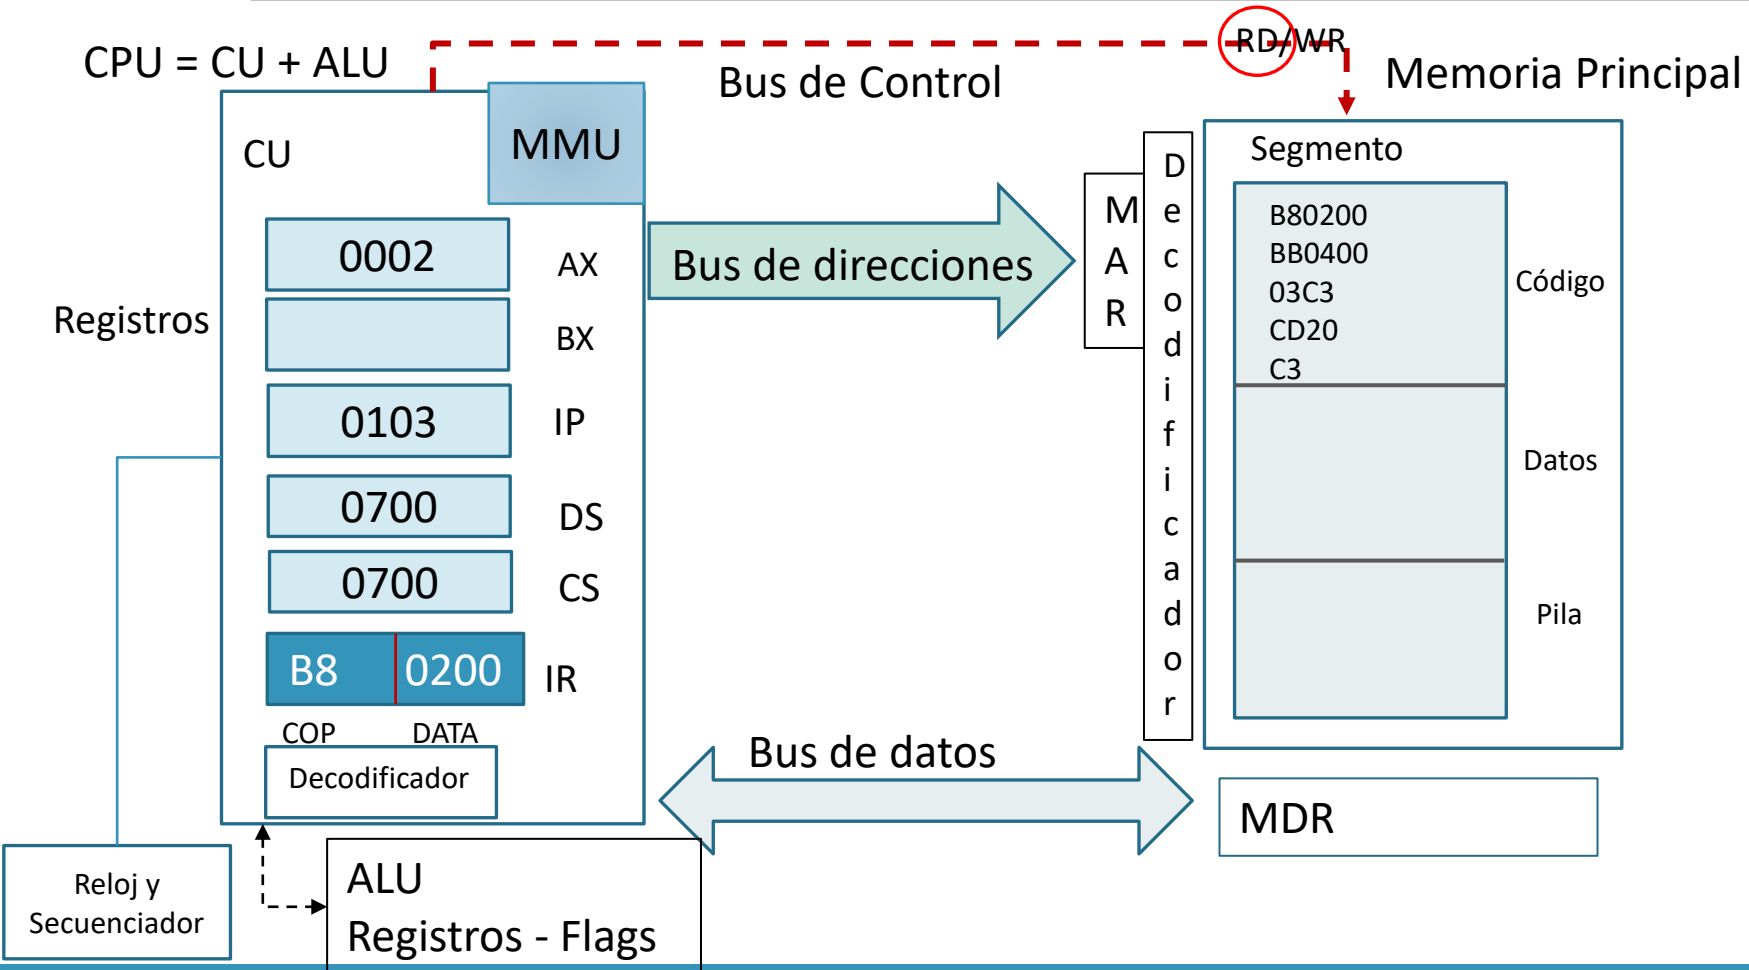 CPU = CU + ALU
Bus de Control
RD/WR
Memoria Principal
CU
MMU
Registros
0002
AX
BX
0103
IP
0700
DS
0700
CS
B8
0200
IR
COP
DATA
Decodificador
Reloj y
Secuenciador
ALU
Registros - Flags
Bus de direcciones
Bus de datos
MAR
Decodificador
Segmento
B80200
BB0400
03C3
CD20
C3
Código
Datos
Pila
MDR